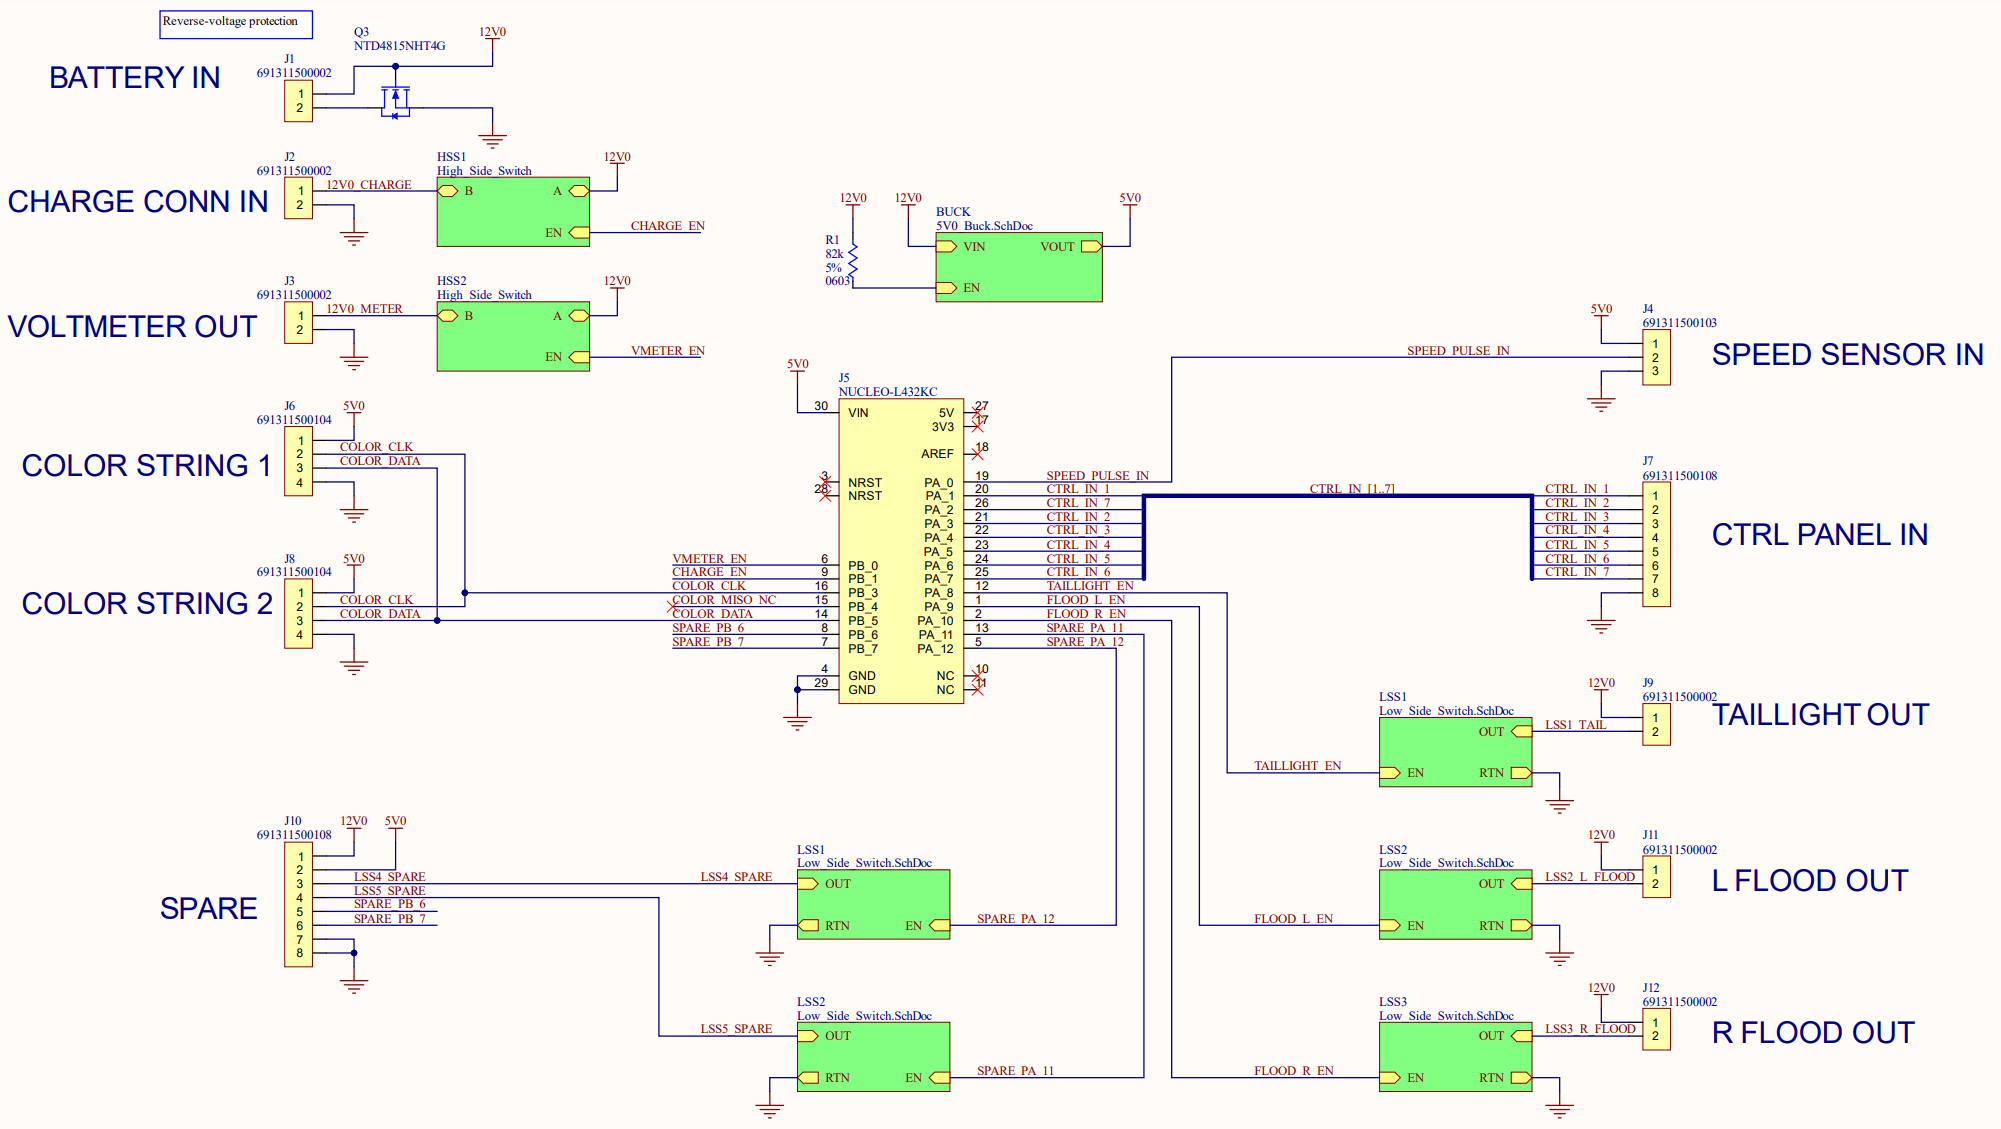 Reverse-voltage protection
Q3
NTD4815NHT4G
12V0
J1
691311500002
BATTERY IN
1
2
J2
691311500002
CHARGE CONN IN
1
2
12V0_CHARGE
HSS1
High_Side_Switch
B
A
EN
12V0
CHARGE_EN
J3
691311500002
VOLTMETER OUT
1
2
12V0_METER
HSS2
High_Side_Switch
B
A
EN
12V0
VMETER_EN
12V0
12V0
R1
82k
5%
0603
BUCK
5V0_Buck.SchDoc
VIN
VOUT
EN
5V0
J6
691311500104
COLOR STRING 1
5V0
1
2
3
4
COLOR_CLK
COLOR_DATA
J8
691311500104
COLOR STRING 2
5V0
1
2
3
4
COLOR_CLK
COLOR_DATA
5V0
J5
NUCLEO-L432KC
30 VIN
3 NRST
28 NRST
VMETER_EN 6 PB_0
CHARGE_EN 9 PB_1
COLOR_CLK 16 PB_3
COLOR_MISO_NC 15 PB_4
COLOR_DATA 14 PB_5
SPARE_PB_6 8 PB_6
SPARE_PB_7 7 PB_7
4 GND
29 GND
5V 27
3V3 17
AREF 18
PA_0 19 SPEED_PULSE_IN
PA_1 20 CTRL_IN_1
PA_2 26 CTRL_IN_7
PA_3 21 CTRL_IN_2
PA_4 22 CTRL_IN_3
PA_5 23 CTRL_IN_4
PA_6 24 CTRL_IN_5
PA_7 25 CTRL_IN_6
PA_8 12 TAILLIGHT_EN
PA_9 1 FLOOD_L_EN
PA_10 2 FLOOD_R_EN
PA_11 13 SPARE_PA_11
PA_12 5 SPARE_PA_12
NC 10
NC 11
SPEED_PULSE_IN
5V0
J4
691311500103
1
2
3
SPEED SENSOR IN
CTRL_IN_[1..7]
J7
691311500108
CTRL_IN_1 1
CTRL_IN_2 2
CTRL_IN_3 3
CTRL_IN_4 4
CTRL_IN_5 5
CTRL_IN_6 6
CTRL_IN_7 7
8
CTRL PANEL IN
LSS1
Low_Side_Switch.SchDoc
OUT
EN
RTN
TAILLIGHT_EN
LSS1_TAIL
12V0
J9
691311500002
1
2
TAILLIGHT OUT
J10
691311500108
SPARE
12V0
5V0
1
2
3 LSS4_SPARE
4 LSS5_SPARE
5 SPARE_PB_6
6 SPARE_PB_7
7
8
LSS4_SPARE
LSS1
Low_Side_Switch.SchDoc
OUT
RTN
EN
SPARE_PA_12
LSS2
Low_Side_Switch.SchDoc
OUT
EN
RTN
FLOOD_L_EN
LSS2_L_FLOOD
12V0
J11
691311500002
1
2
L FLOOD OUT
LSS5_SPARE
LSS2
Low_Side_Switch.SchDoc
OUT
RTN
EN
SPARE_PA_11
LSS3
Low_Side_Switch.SchDoc
OUT
EN
RTN
FLOOD_R_EN
LSS3_R_FLOOD
12V0
J12
691311500002
1
2
R FLOOD OUT